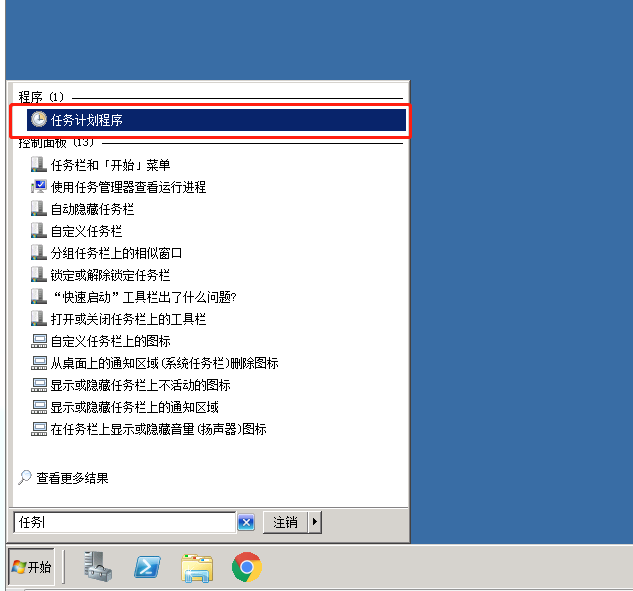 程序 (1)
任务计划程序
控制面板 (13)
任务栏和「开始」菜单
使用任务管理器查看运行进程
自动隐藏任务栏
自定义任务栏
分组任务栏上的相似窗口
锁定或解除锁定任务栏
“快速启动”工具栏出了什么问题?
打开或关闭任务栏上的工具栏
自定义任务栏上的图标
从桌面上的通知区域(系统任务栏)删除图标
显示或隐藏任务栏上不活动的图标
显示或隐藏任务栏上的通知区域
在任务栏上显示或隐藏音量(扬声器)图标
查看更多结果
任务
注销
开始